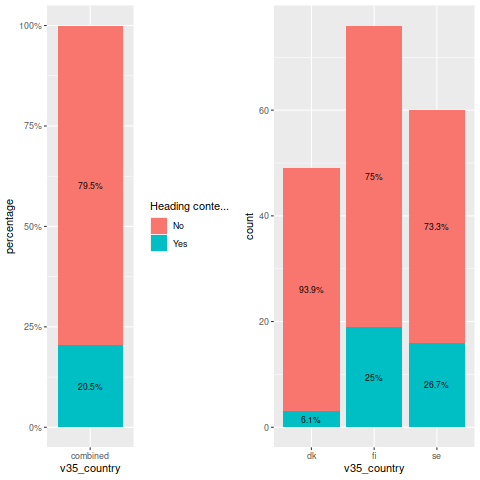 100%
75%
50%
25%
0%
percentage
79.5%
20.5%
combined
v35_country
Heading conte...
No
Yes
60
40
20
0
count
93.9%
6.1%
75%
25%
73.3%
26.7%
dk fi se
v35_country